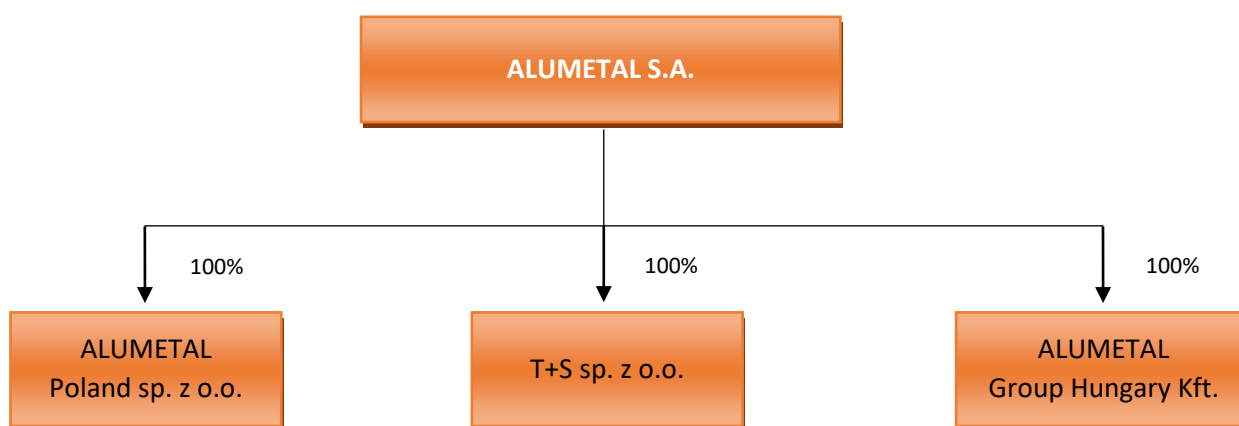 ALUMETAL S.A.
100%
100%
100%
ALUMETAL
Poland sp. z o.o.
T+S sp. z o.o.
ALUMETAL
Group Hungary Kft.